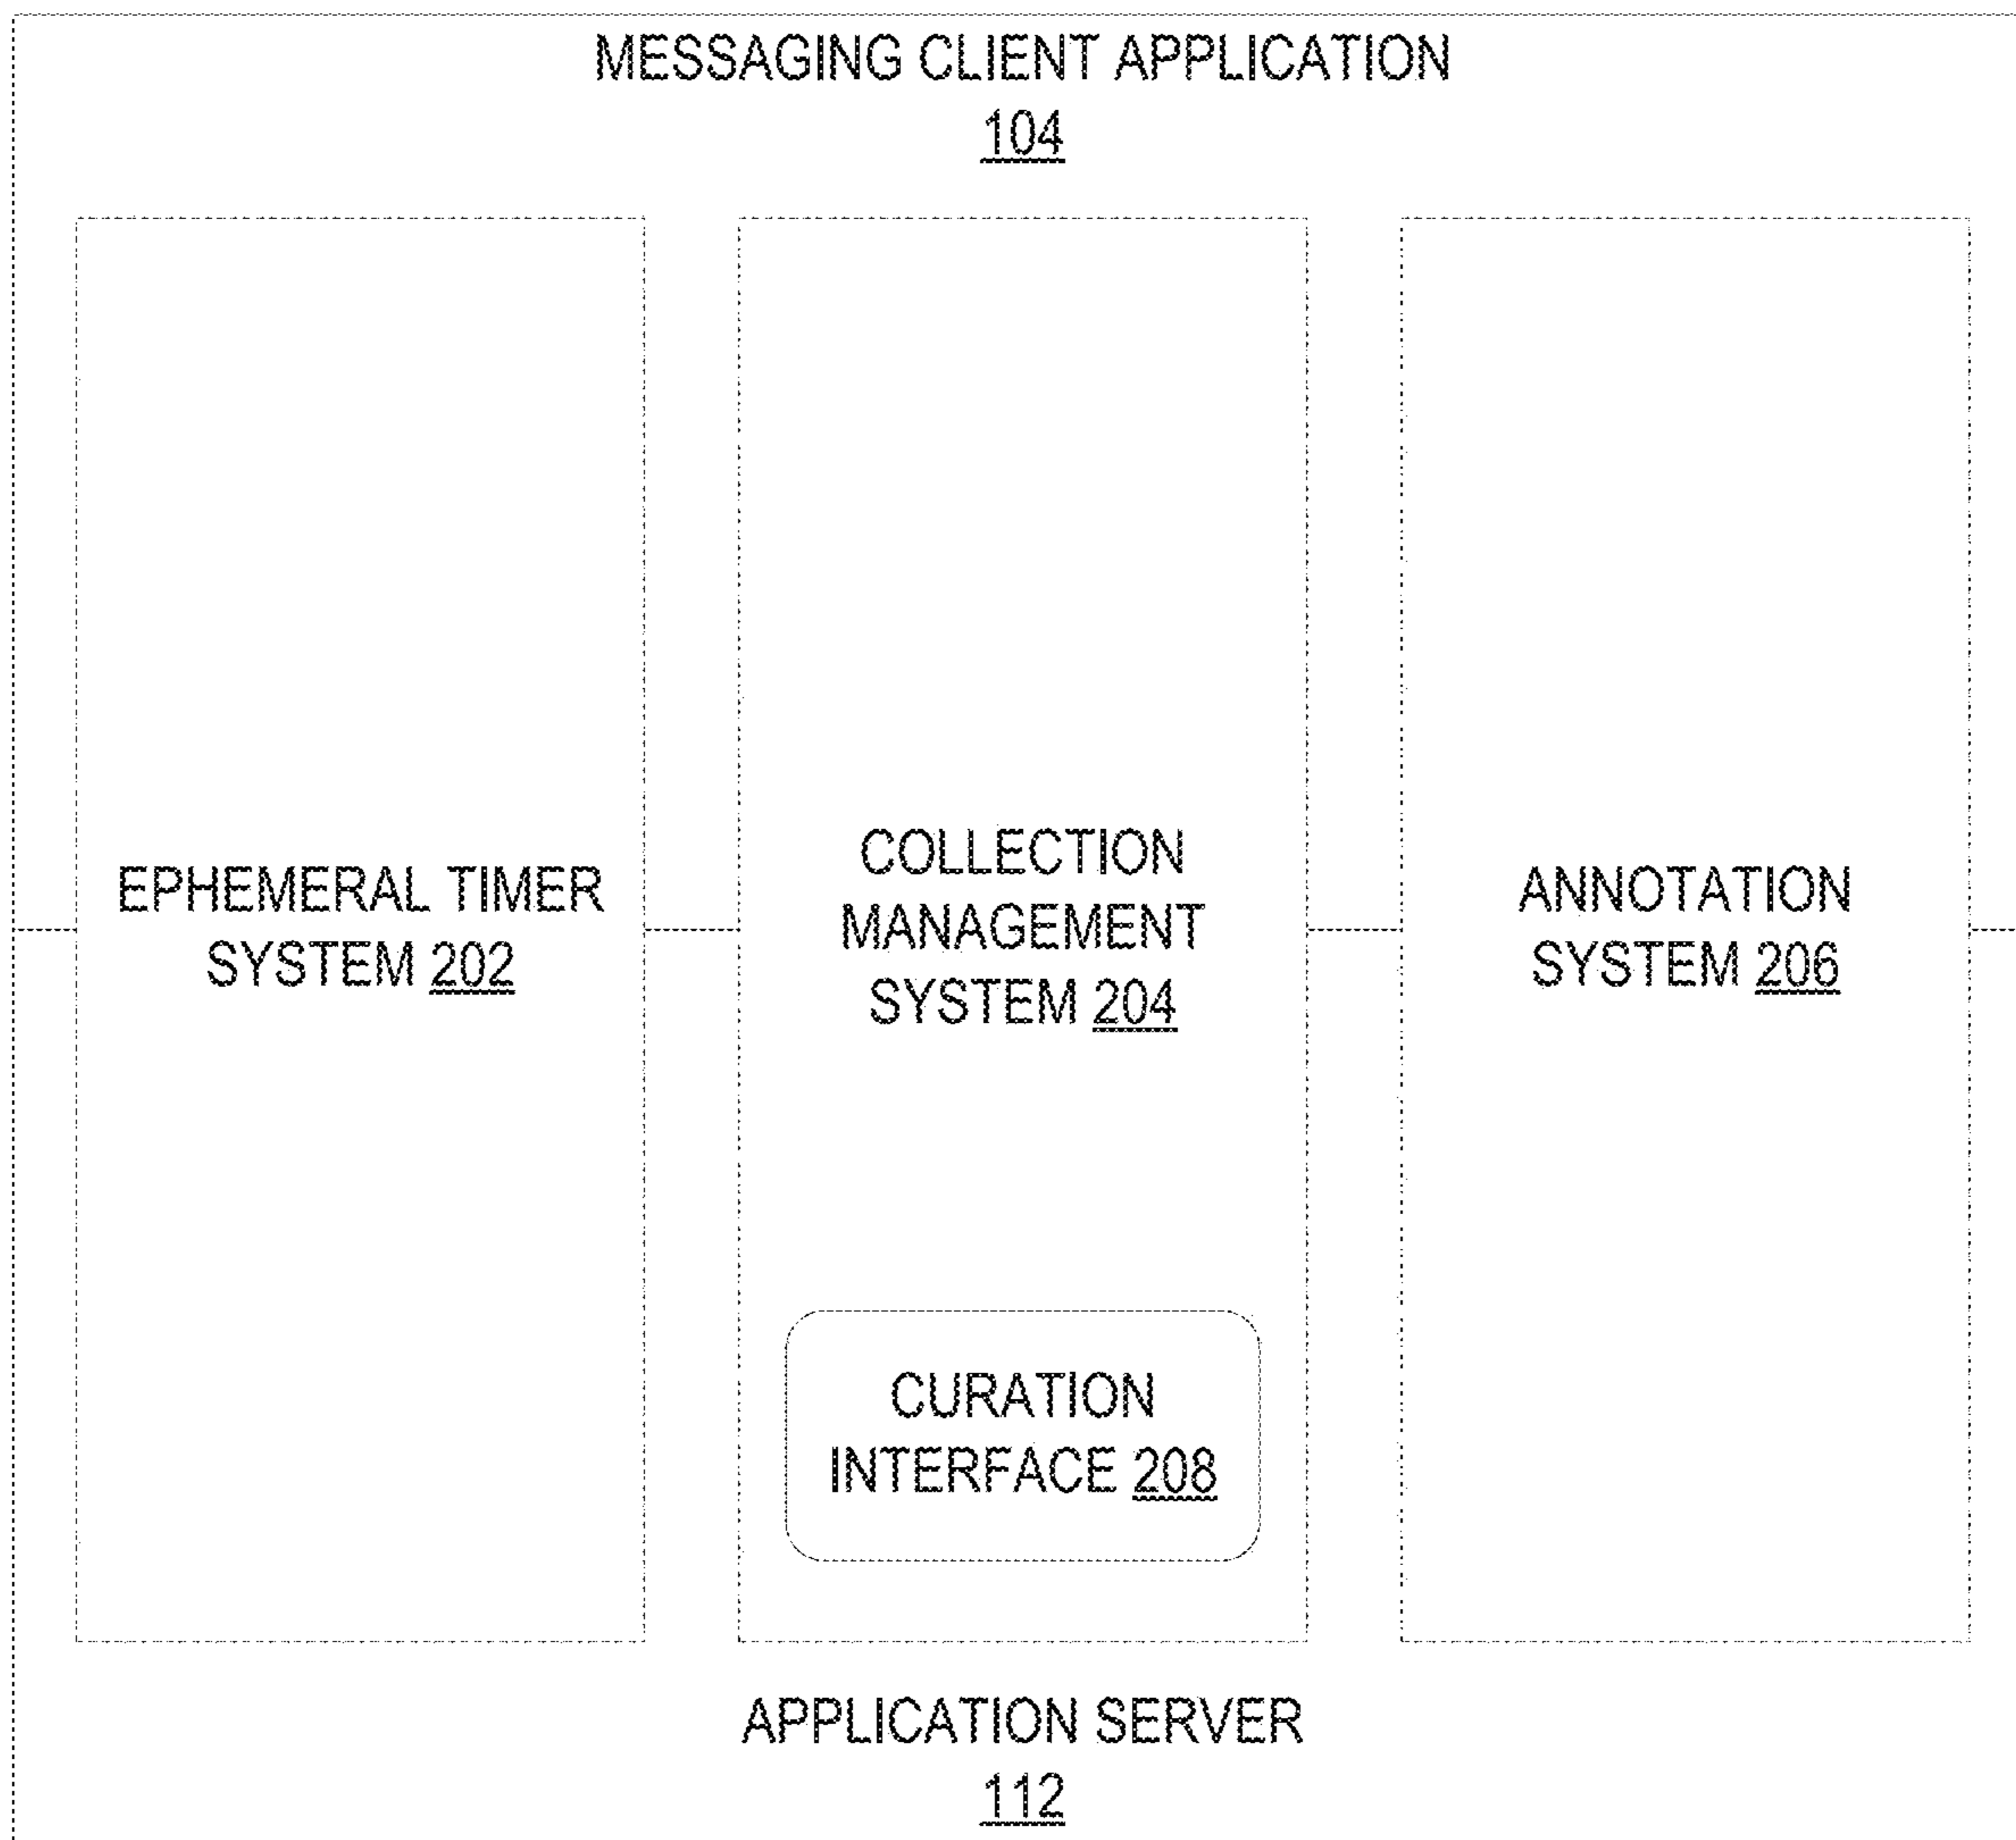 MESSAGING CLIENT APPLICATION
104
EPHEMERAL TIMER
SYSTEM 202
COLLECTION
MANAGEMENT
SYSTEM 204
ANNOTATION
SYSTEM 206
CURATION
INTERFACE 208
APPLICATION SERVER
112